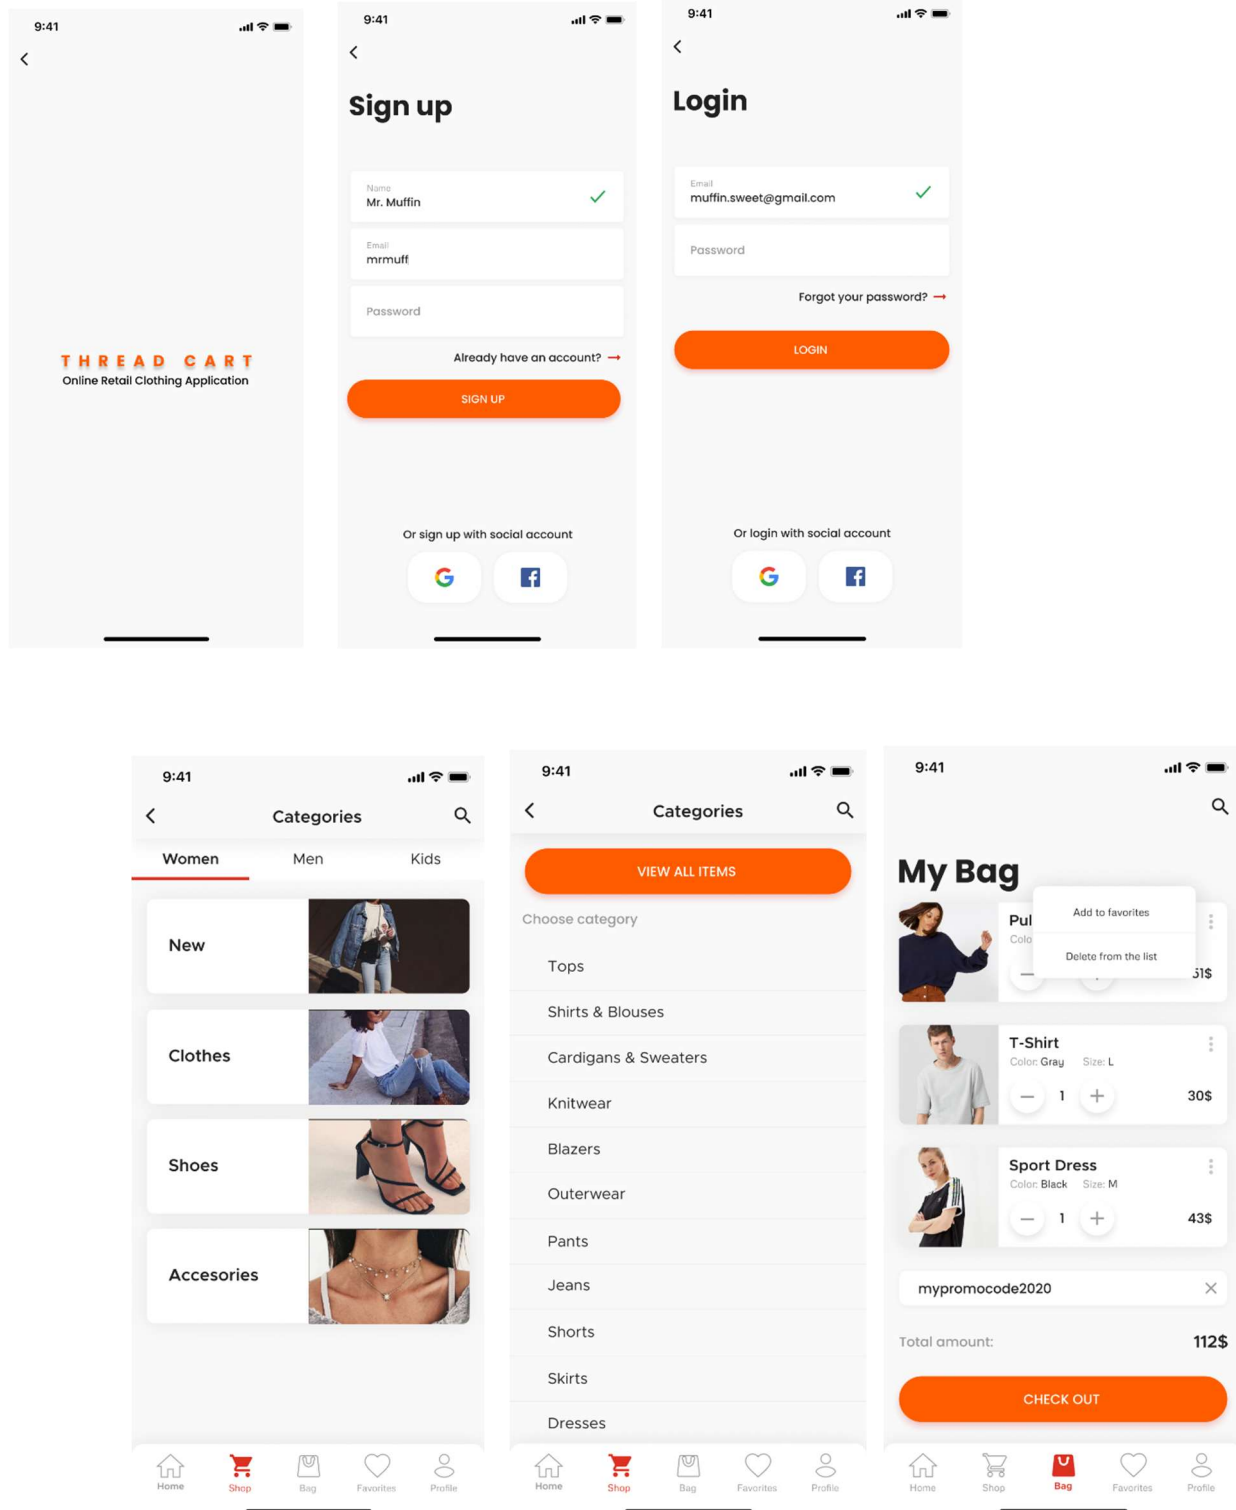 9:41
THREAD CART
Online Retail Clothing Application
9:41
Sign up
Name
Mr. Muffin
Email
mrmuff
Password
Already have an account?
SIGN UP
Or sign up with social account
9:41
Login
Email
muffin.sweet@gmail.com
Password
Forgot your password?
LOGIN
Or login with social account
9:41
Categories
Women Men Kids
New
Clothes
Shoes
Accesories
Home Shop Bag Favorites Profile
9:41
Categories
VIEW ALL ITEMS
Choose category
Tops
Shirts & Blouses
Cardigans & Sweaters
Knitwear
Blazers
Outerwear
Pants
Jeans
Shorts
Skirts
Dresses
Home Shop Bag Favorites Profile
9:41
My Bag
Pul
Colo
Add to favorites
Delete from the list
51$
T-Shirt
Color: Gray Size: L
1 30$
Sport Dress
Color: Black Size: M
1 43$
mypromocode2020
Total amount: 112$
CHECK OUT
Home Shop Bag Favorites Profile